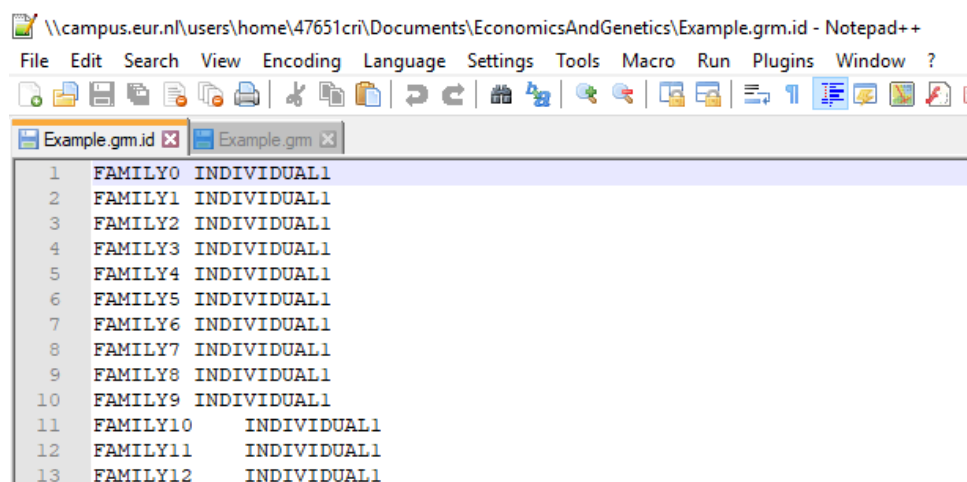 \\campus.eur.nl\users\home\47651cri\Documents\EconomicsAndGenetics\Example.grm.id - Notepad++
File Edit Search View Encoding Language Settings Tools Macro Run Plugins Window ?
Example.grm.id Example.grm
1 FAMILY0 INDIVIDUAL1
2 FAMILY1 INDIVIDUAL1
3 FAMILY2 INDIVIDUAL1
4 FAMILY3 INDIVIDUAL1
5 FAMILY4 INDIVIDUAL1
6 FAMILY5 INDIVIDUAL1
7 FAMILY6 INDIVIDUAL1
8 FAMILY7 INDIVIDUAL1
9 FAMILY8 INDIVIDUAL1
10 FAMILY9 INDIVIDUAL1
11 FAMILY10 INDIVIDUAL1
12 FAMILY11 INDIVIDUAL1
13 FAMILY12 INDIVIDUAL1